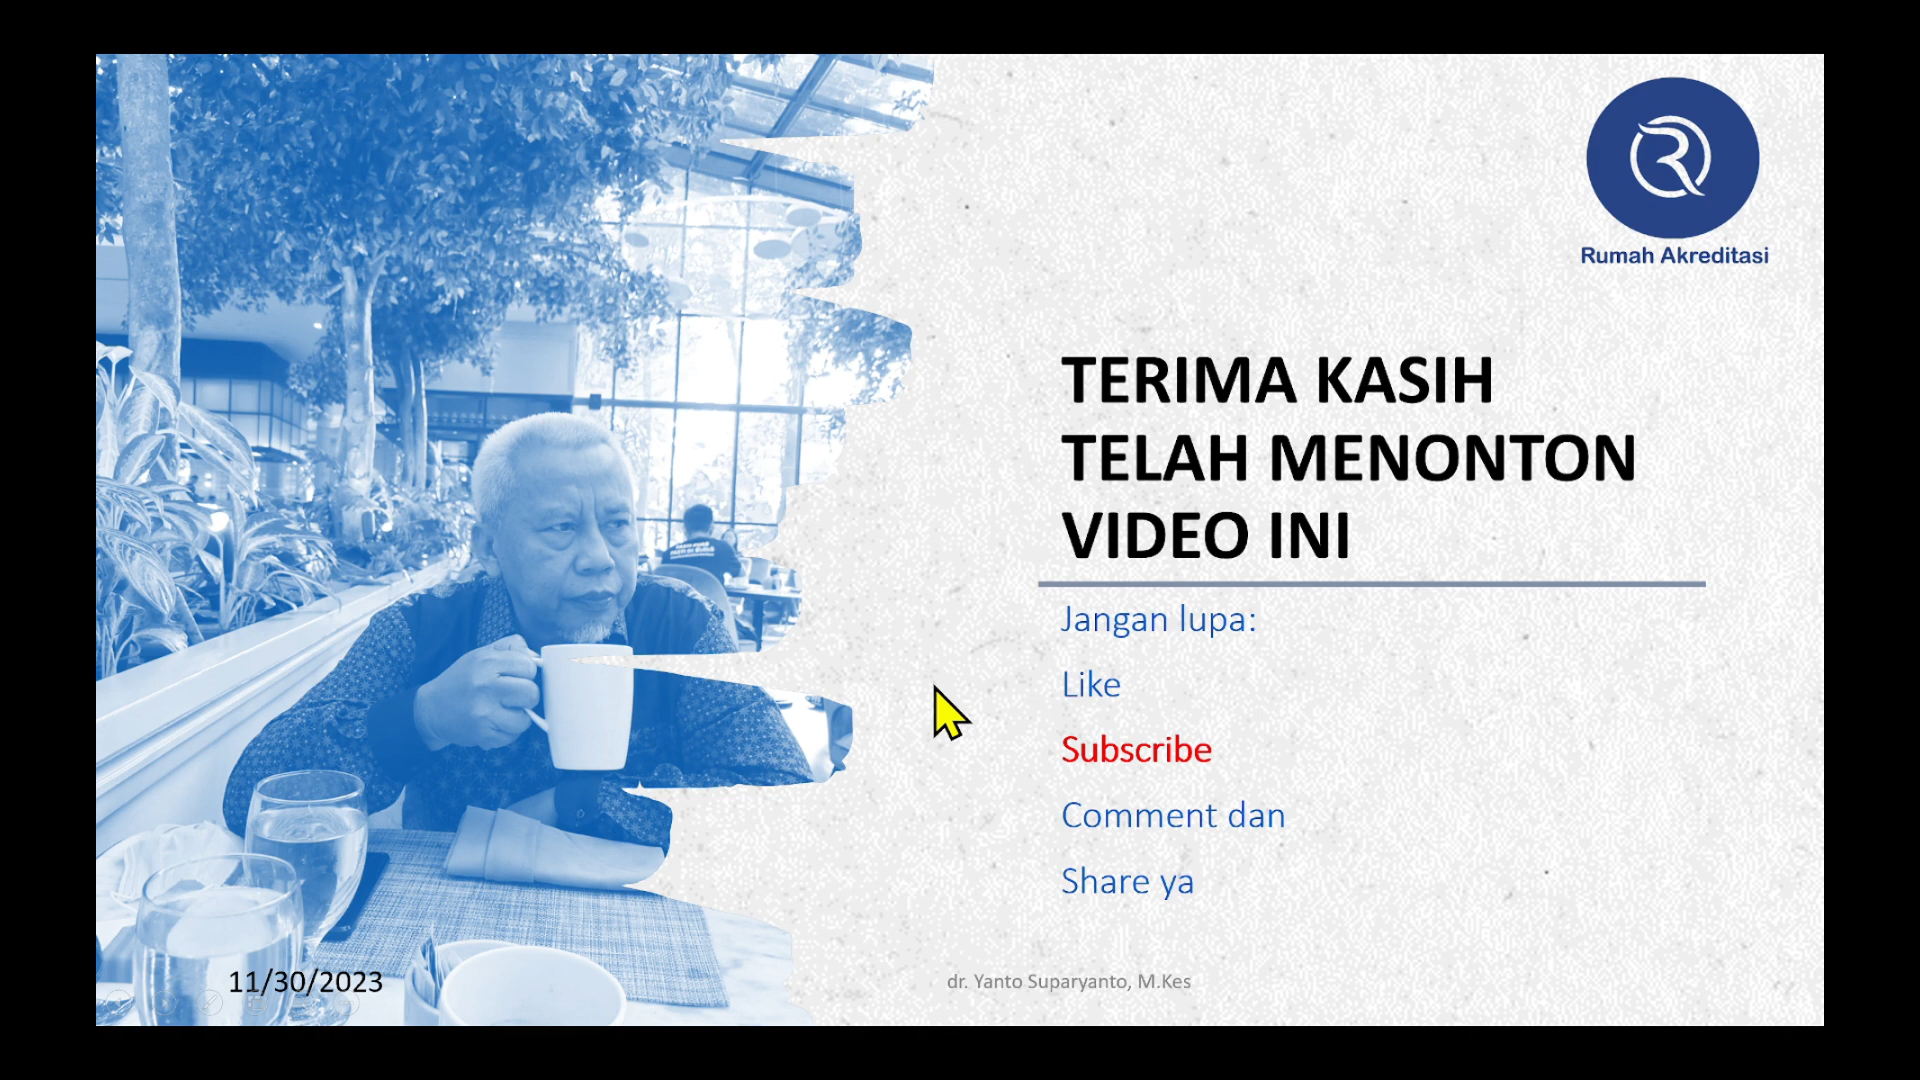 Rumah Akreditasi
TERIMA KASIH
TELAH MENONTON
VIDEO INI
Jangan lupa:
Like
Subscribe
Comment dan
Share ya
11/30/2023
dr. Yanto Suparyanto, M.Kes